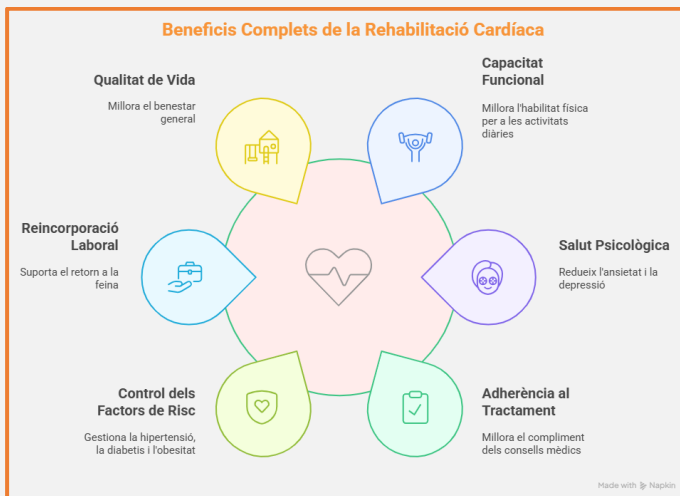 Beneficis Complets de la Rehabilitació Cardíaca
Qualitat de Vida
Millora el benestar
general
Capacitat
Funcional
Millora l'habilitat física
per a les activitats
diàries
Reincorporació
Laboral
Suporta el retorn a la
feina
Salut Psicològica
Redueix l'ansietat i la
depressió
Control dels
Factors de Risc
Gestiona la hipertensió,
la diabetis i l'obesitat
Adherència al
Tractament
Millora el compliment
dels consells mèdics
Made with Napkin